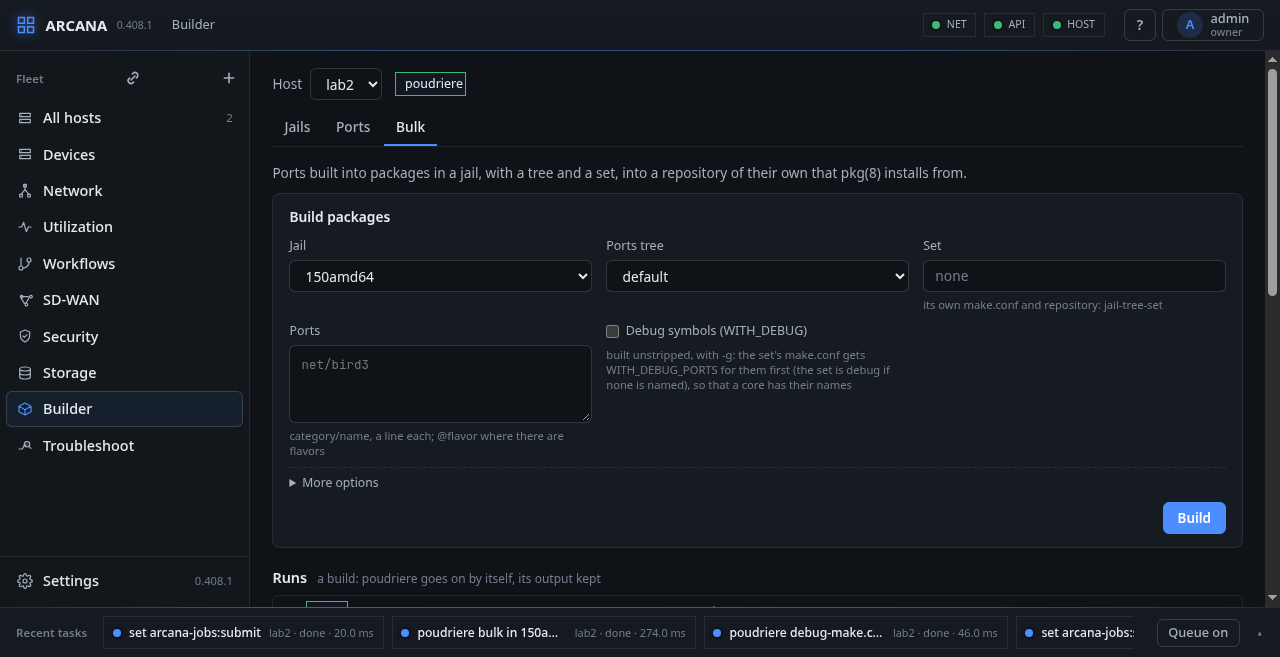 ARCANA 0.408.1 Builder NET API HOST ? A admin
owner
Fleet
All hosts 2
Devices
Network
Utilization
Workflows
SD-WAN
Security
Storage
Builder
Troubleshoot
Settings 0.408.1
Host lab2 poudriere
Jails Ports Bulk
Ports built into packages in a jail, with a tree and a set, into a repository of their own that pkg(8) installs from.
Build packages
Jail Ports tree Set
150amd64 default none
its own make.conf and repository: jail-tree-set
Ports Debug symbols (WITH_DEBUG)
net/bird3
built unstripped, with -g: the set's make.conf gets
WITH_DEBUG_PORTS for them first (the set is debug if
none is named), so that a core has their names
category/name, a line each; @flavor where there are
flavors
More options
Build
Runs a build: poudriere goes on by itself, its output kept
Recent tasks set arcana-jobs:submit lab2 · done · 20.0 ms poudriere bulk in 150a... lab2 · done · 274.0 ms poudriere debug-make.c... lab2 · done · 46.0 ms set arcana-jobs: Queue on